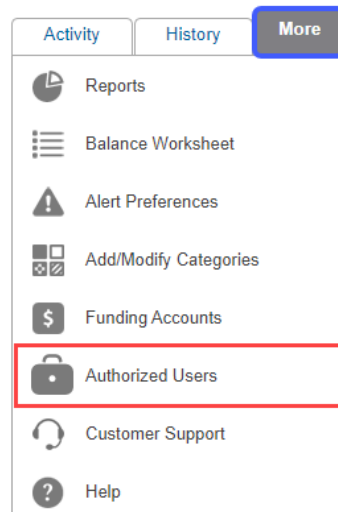 Activity
History
More
Reports
Balance Worksheet
Alert Preferences
Add/Modify Categories
$
Funding Accounts
Authorized Users
Customer Support
?
Help